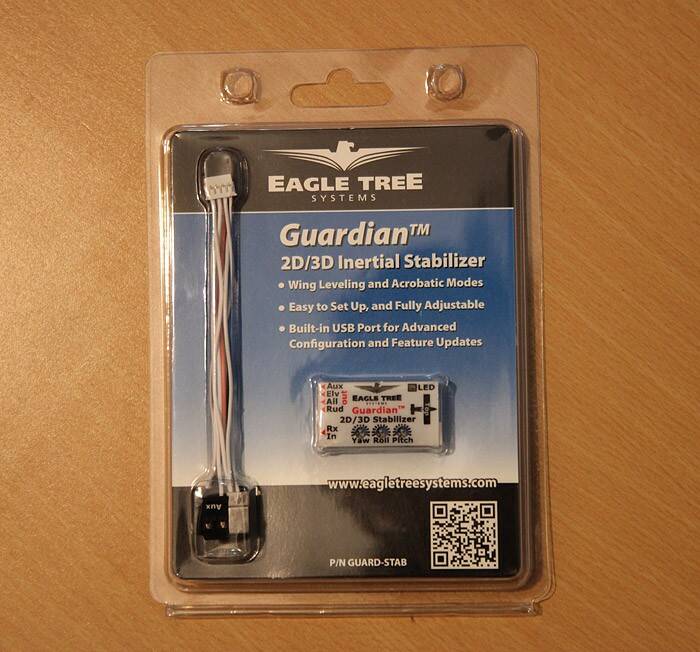 EAGLE TREE
SYSTEMS
Guardian™
2D/3D Inertial Stabilizer
• Wing Leveling and Acrobatic Modes
• Easy to Set Up, and Fully Adjustable
• Built-in USB Port for Advanced
Configuration and Feature Updates
Aux
Elv
Ail
Rud
out
Rx
In
EAGLE TREE
SYSTEMS
Guardian™
2D/3D Stabilizer
Yaw Roll Pitch
LED
www.eagletreesystems.com
Aux
P/N GUARD-STAB